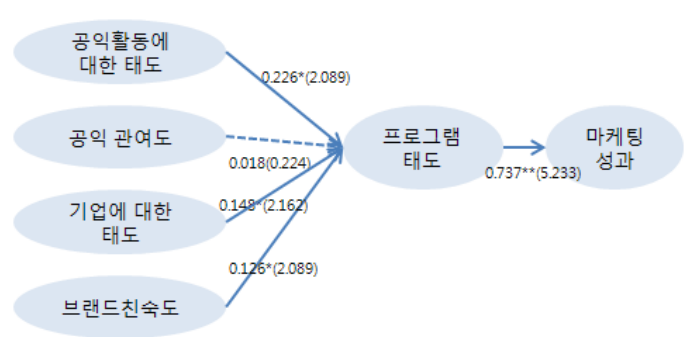 공익활동에
대한 태도
0.226*(2.089)
공익 관여도
프로그램
태도
마케팅
성과
0.018(0.224)
0.737**(5.233)
기업에 대한
태도
0.148*(2.162)
0.126*(2.089)
브랜드친숙도